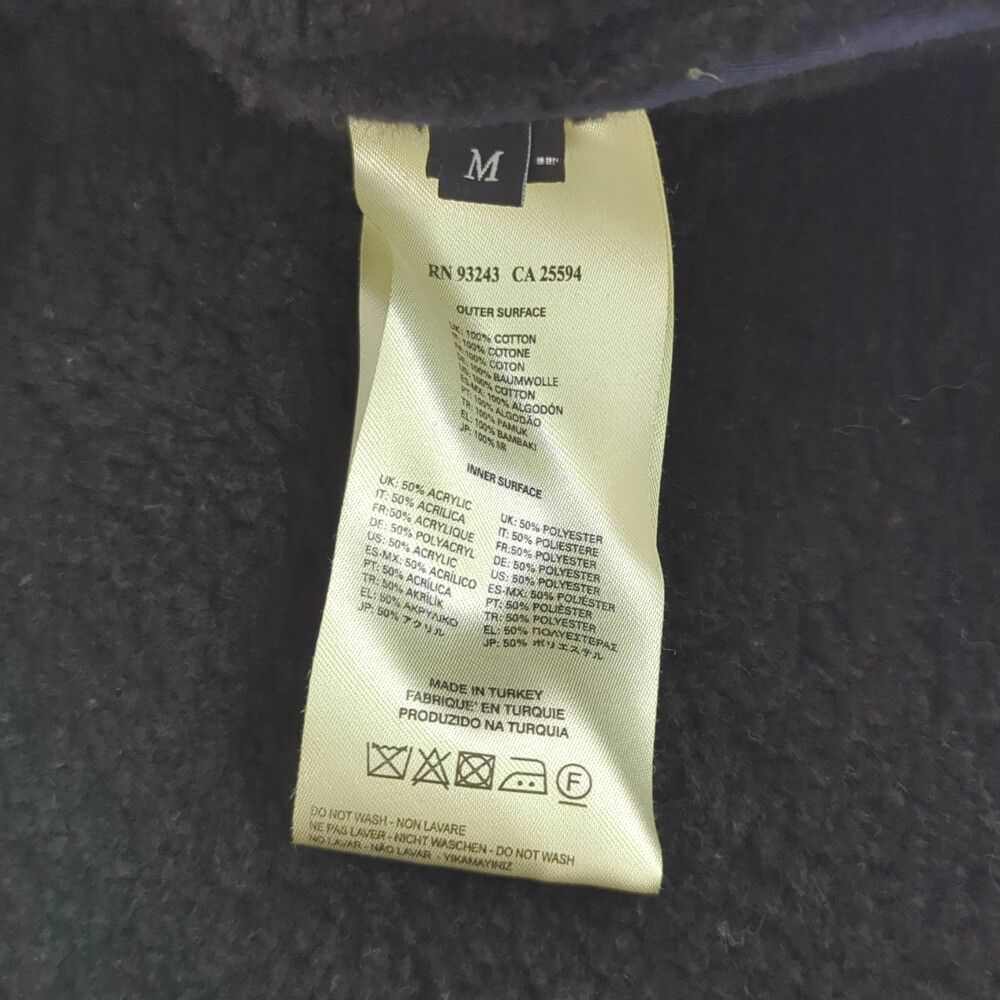 M
RN 93243 CA 25594
OUTER SURFACE
UK: 100% COTTON
IT: 100% COTONE
100% COTON
DE: 100% BAUMWOLLE
US: 100% COTTON
ES-MX: 100% ALGODÓN
PT: 100% ALGODÃO
TR: 100% PAMUK
EL: 100% BAMBAKI
JP: 100% 綿
INNER SURFACE
UK: 50% ACRYLIC
IT: 50% ACRILICA
FR:50% ACRYLIQUE
DE: 50% POLYACRYL
US: 50% ACRYLIC
ES-MX: 50% ACRÍLICO
PT: 50% ACRÍLICA
TR: 50% AKRİLİK
EL: 50% ΑΚΡΥΛΙΚΟ
JP: 50% アクリル
UK: 50% POLYESTER
IT: 50% POLIESTERE
FR:50% POLYESTER
DE: 50% POLYESTER
US: 50% POLYESTER
ES-MX: 50% POLIÉSTER
PT: 50% POLIÉSTER
TR: 50% POLYESTER
EL: 50% ΠΟΛΥΕΣΤΕΡΑΣ
JP: 50% ポリエステル
MADE IN TURKEY
FABRIQUE' EN TURQUIE
PRODUZIDO NA TURQUIA
F
DO NOT WASH - NON LAVARE
NE PAS LAVER - NICHT WASCHEN - DO NOT WASH
NO LAVAR - NÃO LAVAR - YIKAMAYINIZ